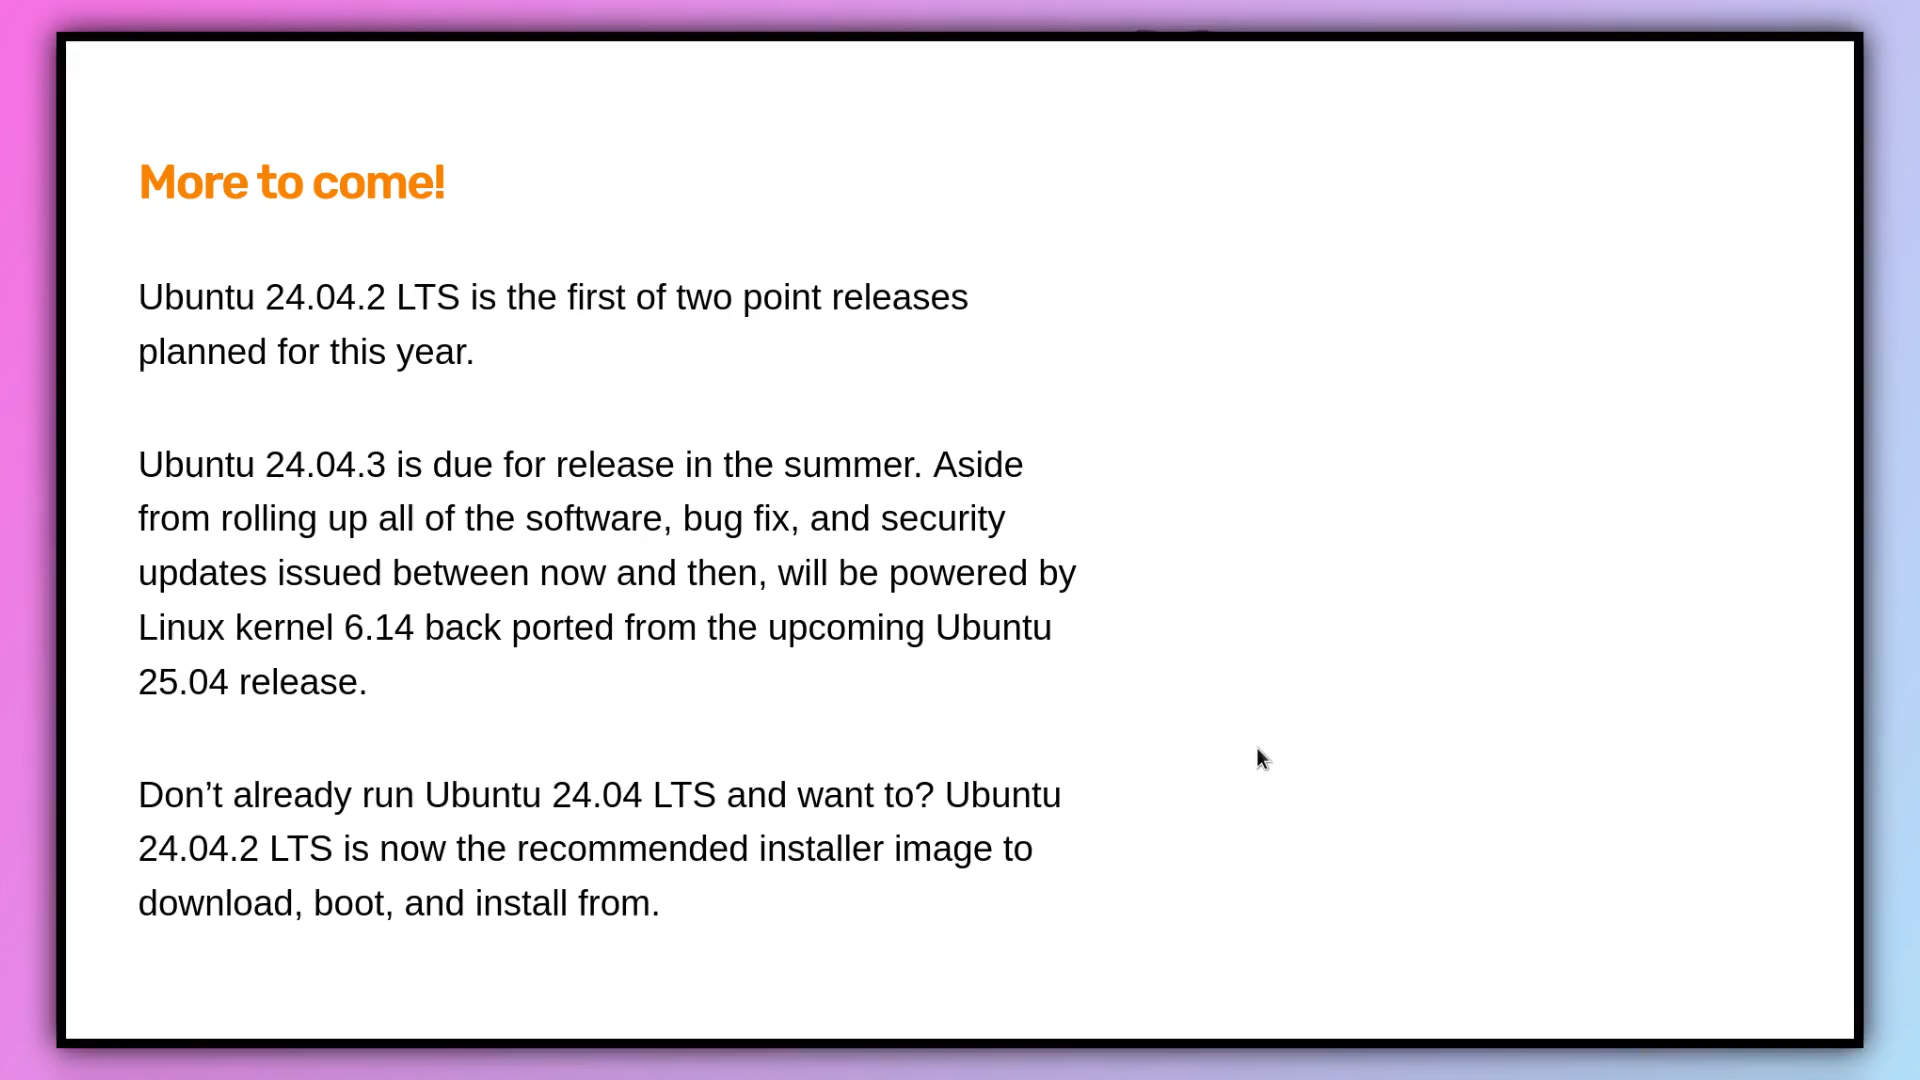 More to come!
Ubuntu 24.04.2 LTS is the first of two point releases
planned for this year.
Ubuntu 24.04.3 is due for release in the summer. Aside
from rolling up all of the software, bug fix, and security
updates issued between now and then, will be powered by
Linux kernel 6.14 back ported from the upcoming Ubuntu
25.04 release.
Don’t already run Ubuntu 24.04 LTS and want to? Ubuntu
24.04.2 LTS is now the recommended installer image to
download, boot, and install from.